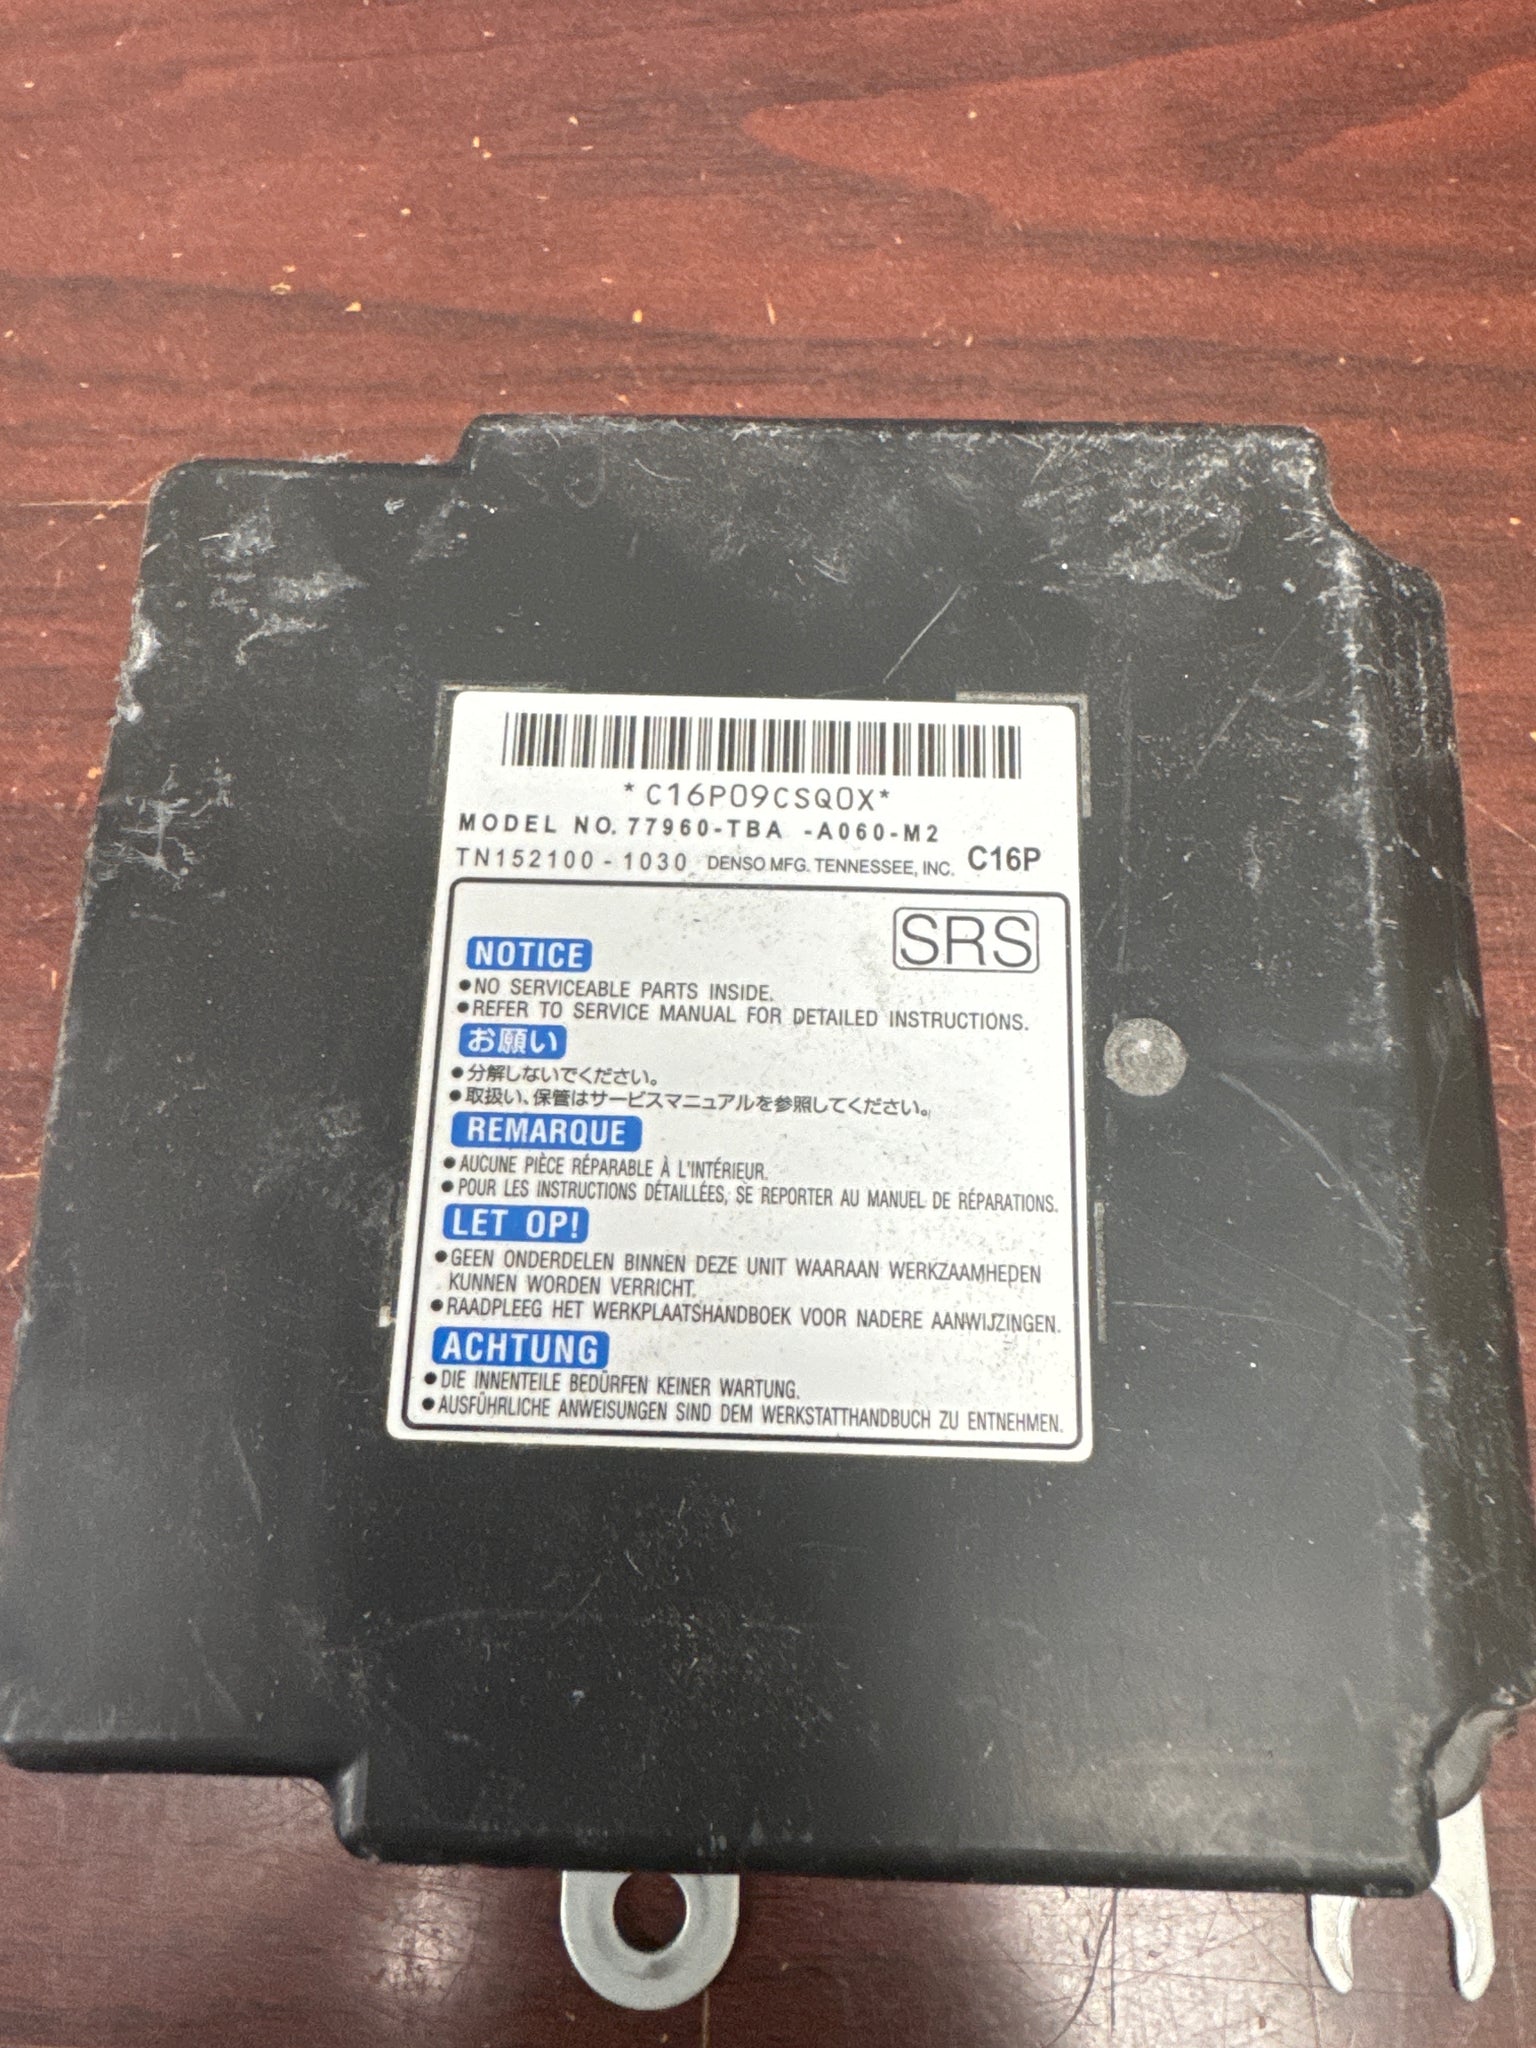 *C16P09CSQ0X*
MODEL NO. 77960-TBA -A060-M2
TN152100-1030 DENSO MFG. TENNESSEE, INC. C16P
SRS
NOTICE
●NO SERVICEABLE PARTS INSIDE.
●REFER TO SERVICE MANUAL FOR DETAILED INSTRUCTIONS.
お願い
●分解しないでください。
●取扱い、保管はサービスマニュアルを参照してください。
REMARQUE
●AUCUNE PIÈCE RÉPARABLE À L'INTÉRIEUR.
●POUR LES INSTRUCTIONS DÉTAILLÉES, SE REPORTER AU MANUEL DE RÉPARATIONS.
LET OP!
●GEEN ONDERDELEN BINNEN DEZE UNIT WAARAAN WERKZAAMHEDEN
KUNNEN WORDEN VERRICHT.
●RAADPLEEG HET WERKPLAATSHANDBOEK VOOR NADERE AANWIJZINGEN.
ACHTUNG
●DIE INNENTEILE BEDÜRFEN KEINER WARTUNG.
●AUSFÜHRLICHE ANWEISUNGEN SIND DEM WERKSTATTHANDBUCH ZU ENTNEHMEN.